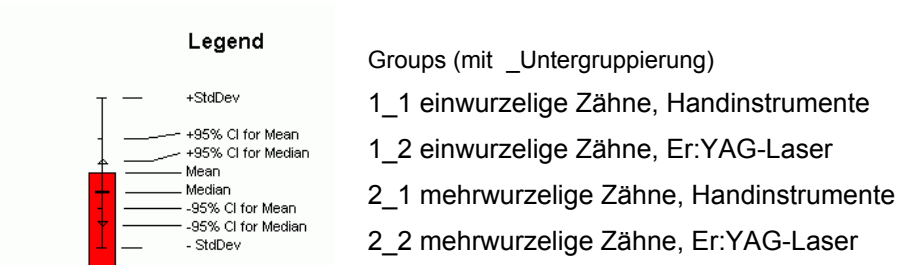 Legend
+StdDev
+95% CI for Mean
+95% CI for Median
Mean
Median
-95% CI for Mean
-95% CI for Median
- StdDev
Groups (mit _Untergruppierung)
1_1 einwurzelige Zähne, Handinstrumente
1_2 einwurzelige Zähne, Er:YAG-Laser
2_1 mehrwurzelige Zähne, Handinstrumente
2_2 mehrwurzelige Zähne, Er:YAG-Laser